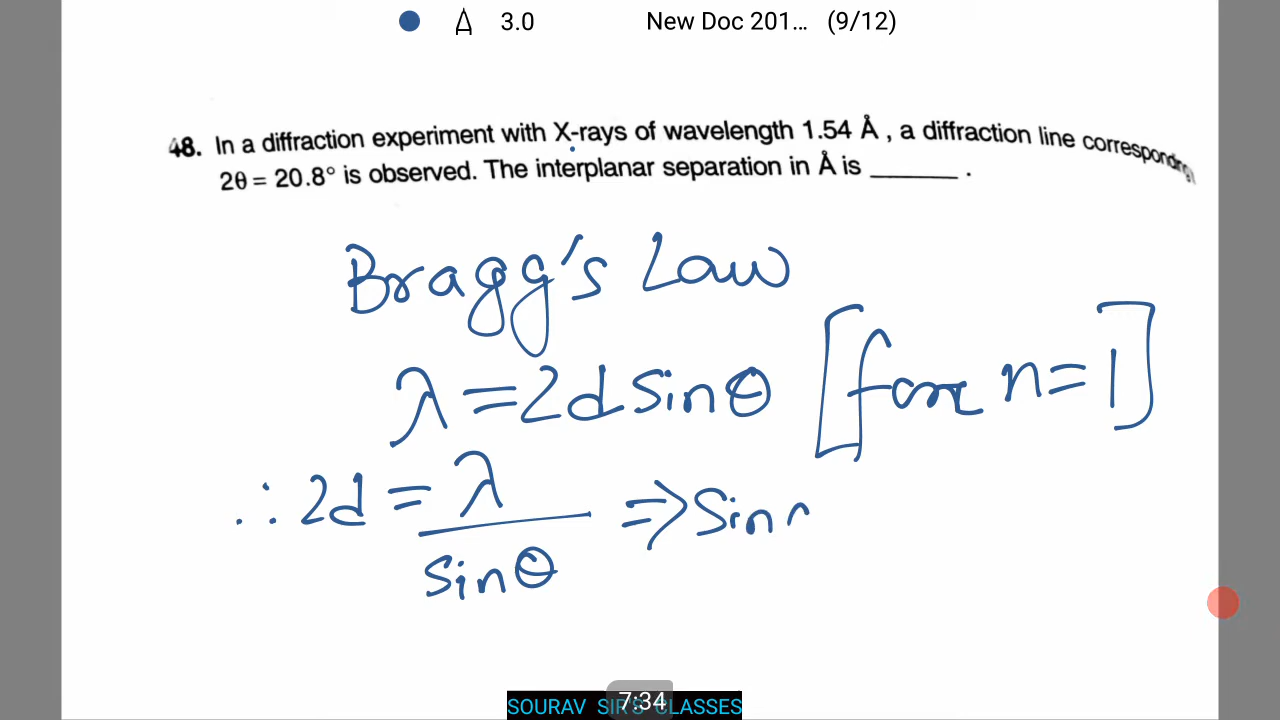 3.0 New Doc 201... (9/12)
48. In a diffraction experiment with X-rays of wavelength 1.54 Å , a diffraction line corresponding
2θ = 20.8° is observed. The interplanar separation in Å is ______ .
Bragg's Law
λ = 2d sinθ [for n=1]
∴ 2d = λ / sinθ ⇒ Sin
7:34
SOURAV SIR'S CLASSES